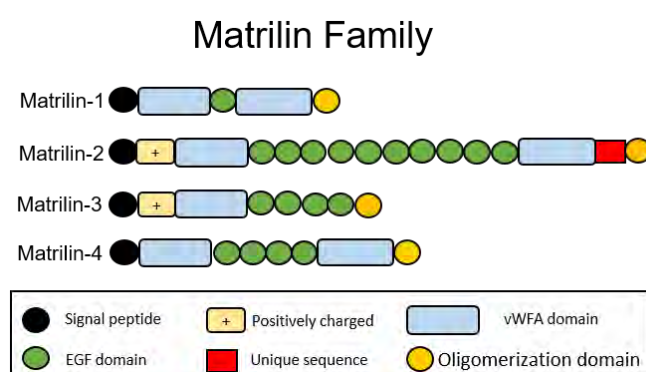 Matrilin Family
Matrilin-1
Matrilin-2
+
Matrilin-3
+
Matrilin-4
Signal peptide
+ Positively charged
vWFA domain
EGF domain
Unique sequence
Oligomerization domain